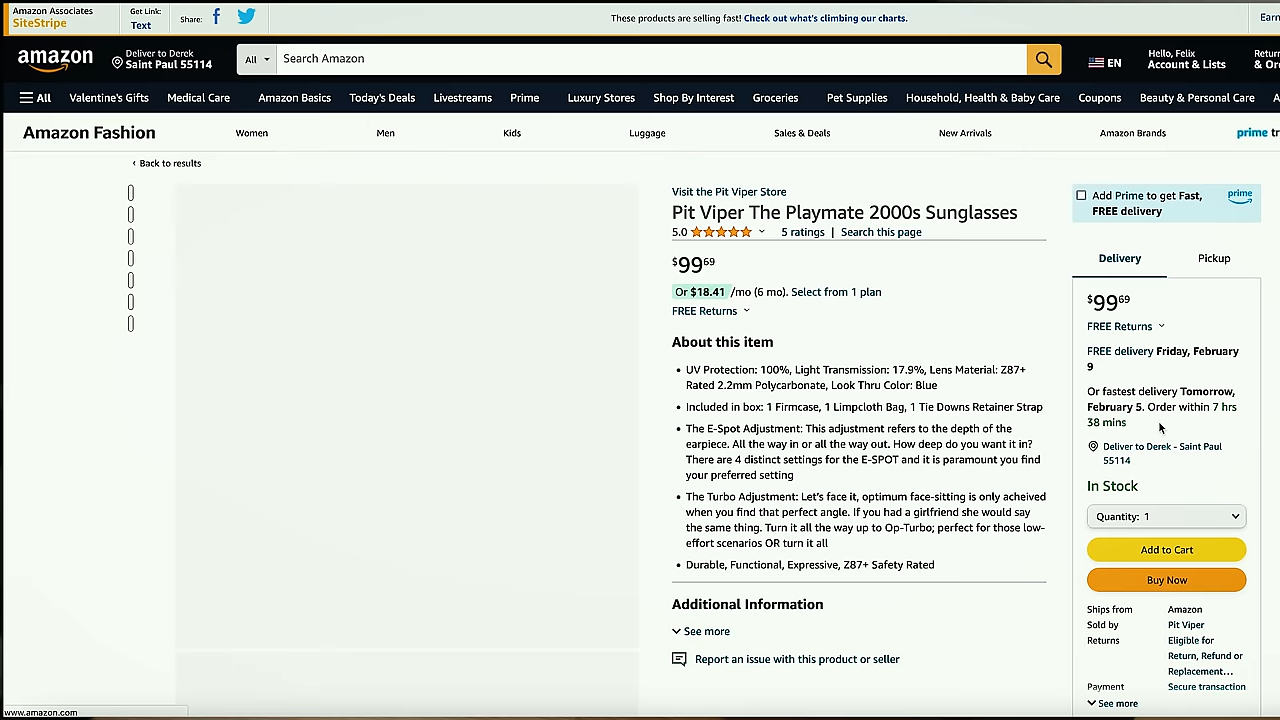 Amazon Associates
SiteStripe
Get Link:
Text
Share:
These products are selling fast! Check out what's climbing our charts.
Earn
amazon
Deliver to Derek
Saint Paul 55114
All
Search Amazon
EN
Hello, Felix
Account & Lists
Return
& Or
All
Valentine's Gifts
Medical Care
Amazon Basics
Today's Deals
Livestreams
Prime
Luxury Stores
Shop By Interest
Groceries
Pet Supplies
Household, Health & Baby Care
Coupons
Beauty & Personal Care
A
Amazon Fashion
Women
Men
Kids
Luggage
Sales & Deals
New Arrivals
Amazon Brands
prime tr
‹ Back to results
Visit the Pit Viper Store
Pit Viper The Playmate 2000s Sunglasses
5.0
5 ratings | Search this page
$99 69
Or $18.41 /mo (6 mo). Select from 1 plan
FREE Returns
About this item
• UV Protection: 100%, Light Transmission: 17.9%, Lens Material: Z87+
Rated 2.2mm Polycarbonate, Look Thru Color: Blue
• Included in box: 1 Firmcase, 1 Limpcloth Bag, 1 Tie Downs Retainer Strap
• The E-Spot Adjustment: This adjustment refers to the depth of the
earpiece. All the way in or all the way out. How deep do you want it in?
There are 4 distinct settings for the E-SPOT and it is paramount you find
your preferred setting
• The Turbo Adjustment: Let's face it, optimum face-sitting is only acheived
when you find that perfect angle. If you had a girlfriend she would say
the same thing. Turn it all the way up to Op-Turbo; perfect for those low-
effort scenarios OR turn it all
• Durable, Functional, Expressive, Z87+ Safety Rated
Additional Information
See more
Report an issue with this product or seller
Add Prime to get Fast,
FREE delivery
prime
Delivery
Pickup
$99 69
FREE Returns
FREE delivery Friday, February
9
Or fastest delivery Tomorrow,
February 5. Order within 7 hrs
38 mins
Deliver to Derek - Saint Paul
55114
In Stock
Quantity: 1
Add to Cart
Buy Now
Ships from Amazon
Sold by Pit Viper
Returns Eligible for
Return, Refund or
Replacement…
Payment Secure transaction
See more
www.amazon.com